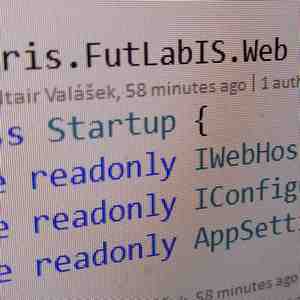 ris.FutLabIS.Web
ltair Valášek, 58 minutes ago | 1 auth
ss Startup {
e readonly IWebHos
e readonly IConfig
e readonly AppSetti
58 minutes ago